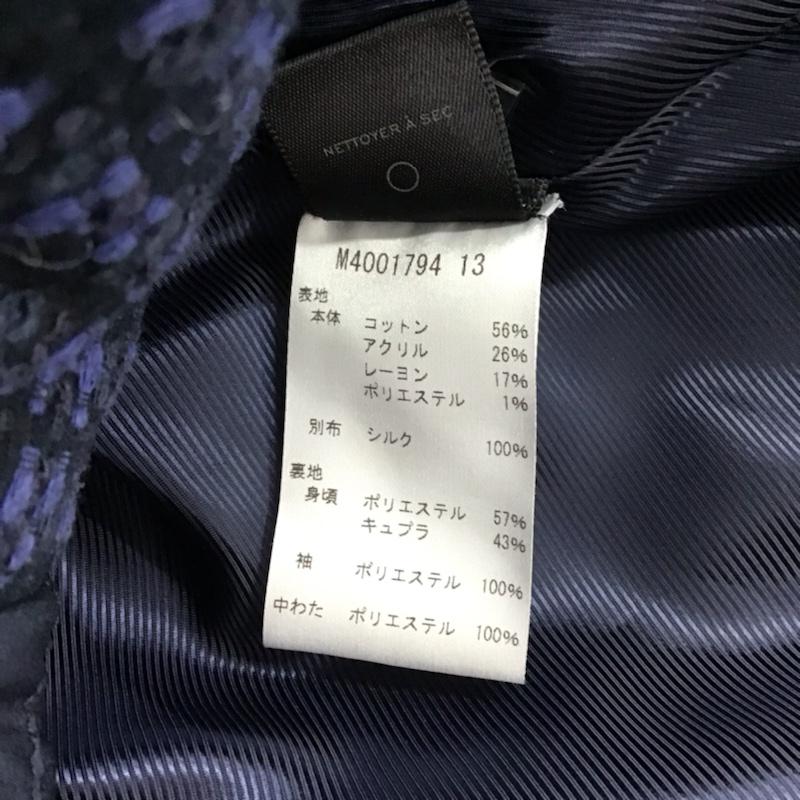 NETTOYER À SEC
M4001794 13
表地
本体 コットン 56%
アクリル 26%
レーヨン 17%
ポリエステル 1%
別布 シルク 100%
裏地
身頃 ポリエステル 57%
キュプラ 43%
袖 ポリエステル 100%
中わた ポリエステル 100%